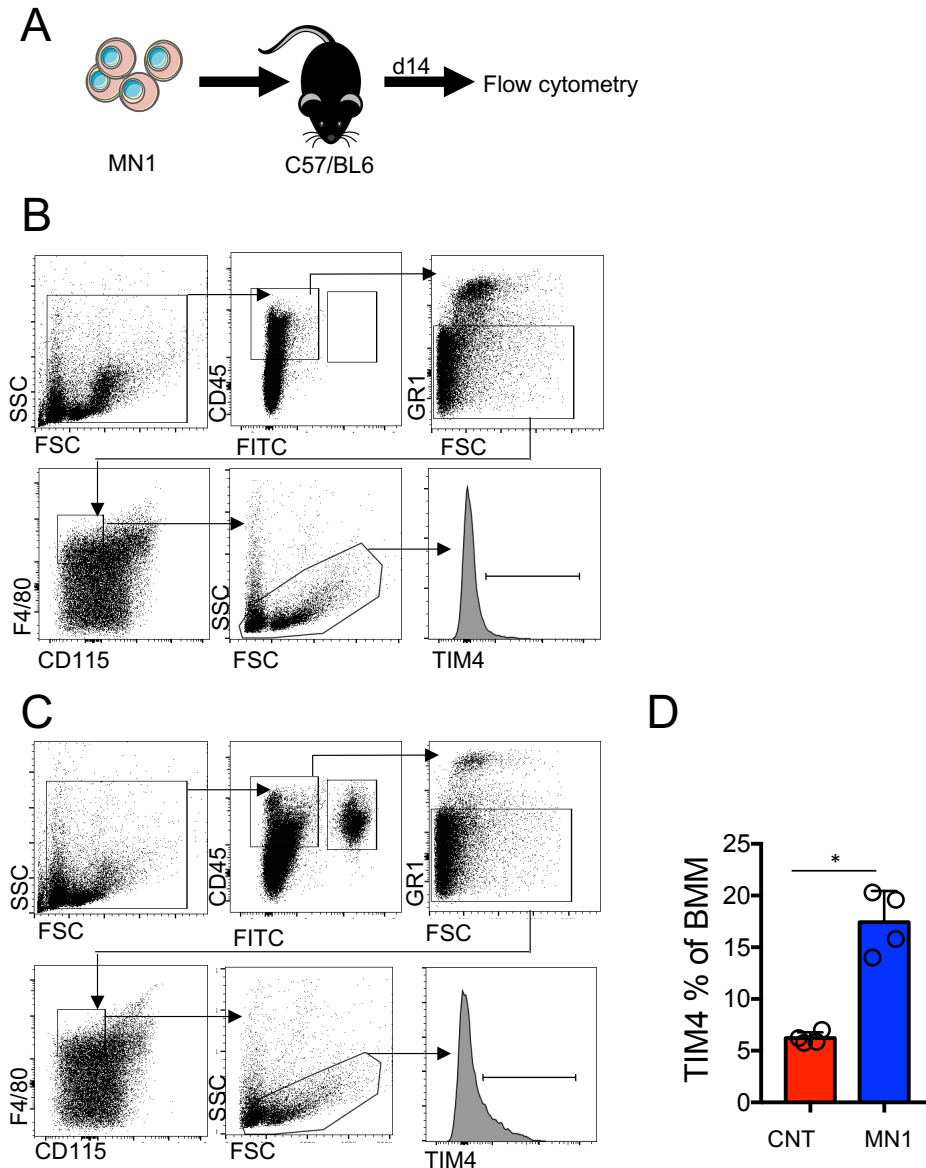 A
d14
Flow cytometry
MN1
C57/BL6
B
SSC
FSC
CD45
FITC
GR1
FSC
F4/80
CD115
SSC
FSC
TIM4
C
SSC
FSC
CD45
FITC
GR1
FSC
F4/80
CD115
SSC
FSC
TIM4
D
TIM4 % of BMM
25
20
15
10
5
0
*
CNT
MN1